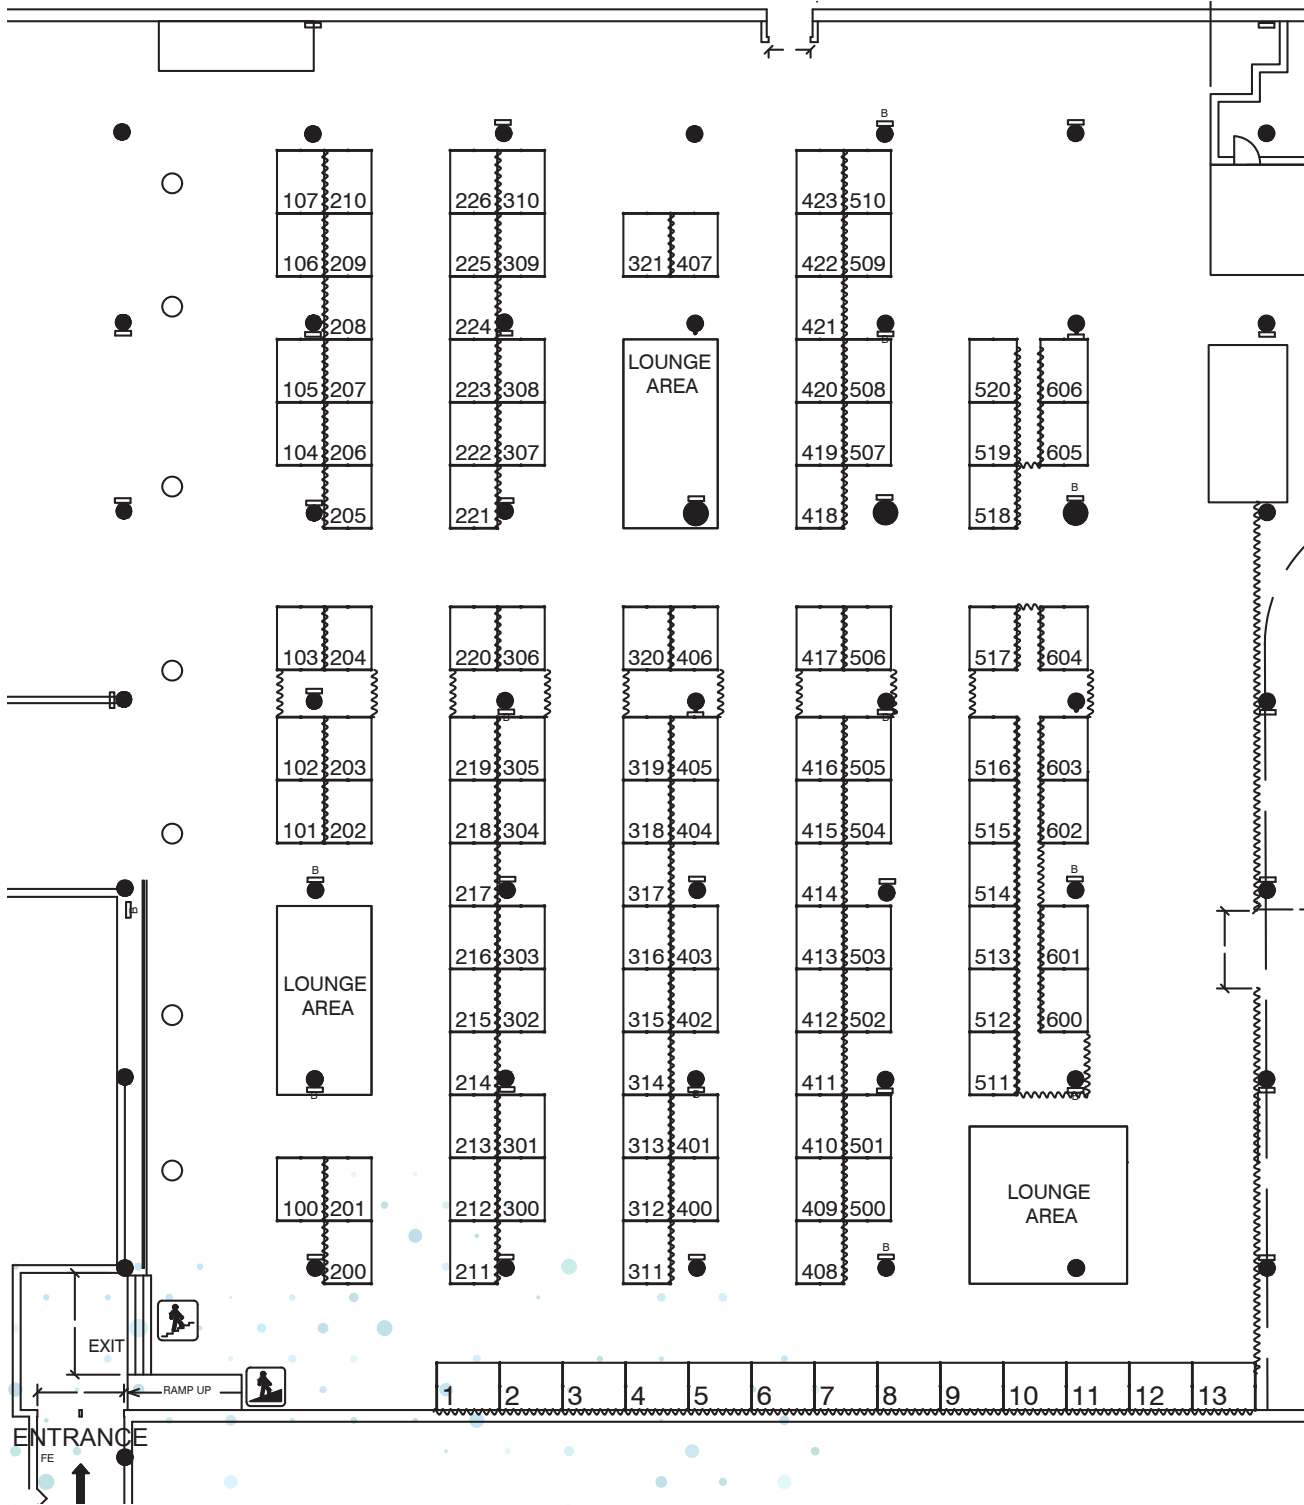 B
107 210 226 310 423 510
106 209 225 309 321 407 422 509
208 224 421
B
LOUNGE
AREA
105 207 223 308 420 508 520 606
104 206 222 307 419 507 519 605
B
205 221 418 518
103 204 220 306 320 406 417 506 517 604
B B
102 203 219 305 319 405 416 505 516 603
101 202 218 304 318 404 415 504 515 602
B B
217 317 414 514
B
216 303 316 403 413 503 513 601
LOUNGE
AREA
215 302 315 402 412 502 512 600
214 314 411 511
B B B
213 301 313 401 410 501
LOUNGE
AREA
100 201 212 300 312 400 409 500
B
200 211 311 408
EXIT
RAMP UP
1 2 3 4 5 6 7 8 9 10 11 12 13
ENTRANCE
FE